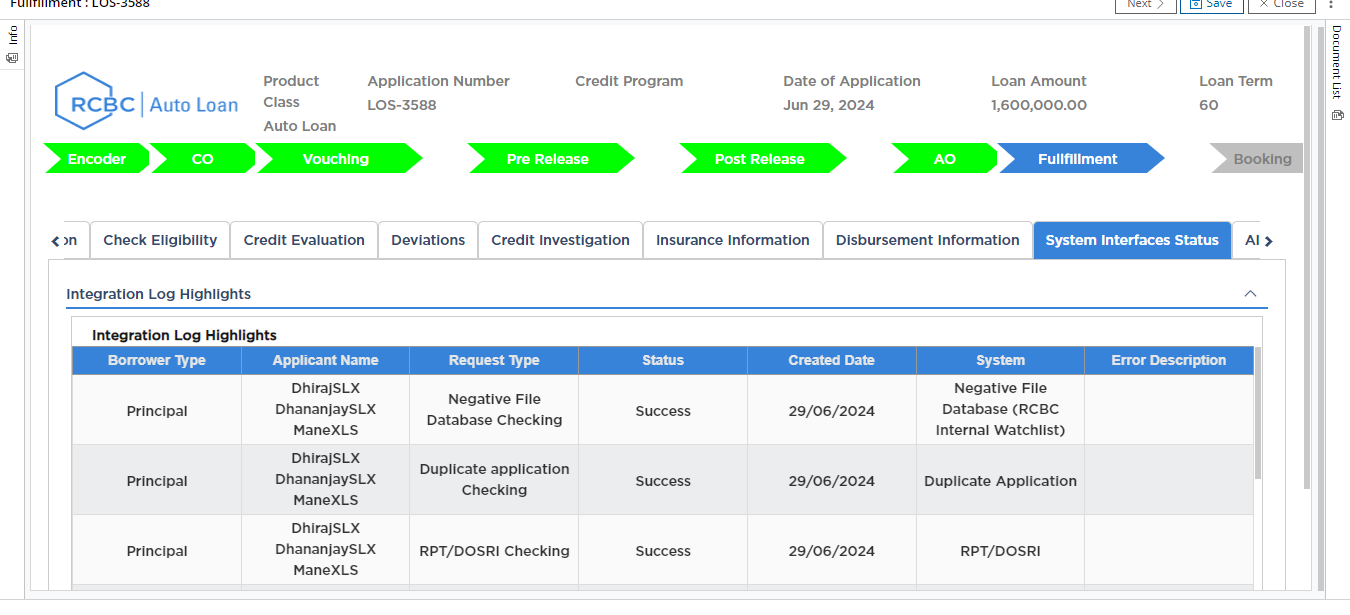 Fullfillment : LOS-3588
Next
Save
Close
Info
Document List
RCBC | Auto Loan
Product Class
Auto Loan
Application Number
LOS-3588
Credit Program
Date of Application
Jun 29, 2024
Loan Amount
1,600,000.00
Loan Term
60
Encoder
CO
Vouching
Pre Release
Post Release
AO
Fullfillment
Booking
on
Check Eligibility
Credit Evaluation
Deviations
Credit Investigation
Insurance Information
Disbursement Information
System Interfaces Status
Al
Integration Log Highlights
Integration Log Highlights
Borrower Type Applicant Name Request Type Status Created Date System Error Description
Principal
DhirajSLX
DhananjaySLX
ManeXLS
Negative File
Database Checking
Success
29/06/2024
Negative File
Database (RCBC
Internal Watchlist)
Principal
DhirajSLX
DhananjaySLX
ManeXLS
Duplicate application
Checking
Success
29/06/2024
Duplicate Application
Principal
DhirajSLX
DhananjaySLX
ManeXLS
RPT/DOSRI Checking
Success
29/06/2024
RPT/DOSRI